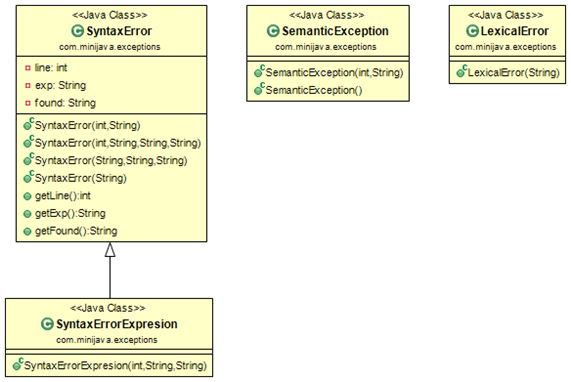 <<Java Class>>
SyntaxError
com.minijava.exceptions
line: int
exp: String
found: String
SyntaxError(int,String)
SyntaxError(int,String,String,String)
SyntaxError(String,String,String)
SyntaxError(String)
getLine():int
getExp():String
getFound():String
<<Java Class>>
SemanticException
com.minijava.exceptions
SemanticException(int,String)
SemanticException()
<<Java Class>>
LexicalError
com.minijava.exceptions
LexicalError(String)
<<Java Class>>
SyntaxErrorExpresion
com.minijava.exceptions
SyntaxErrorExpresion(int,String,String)